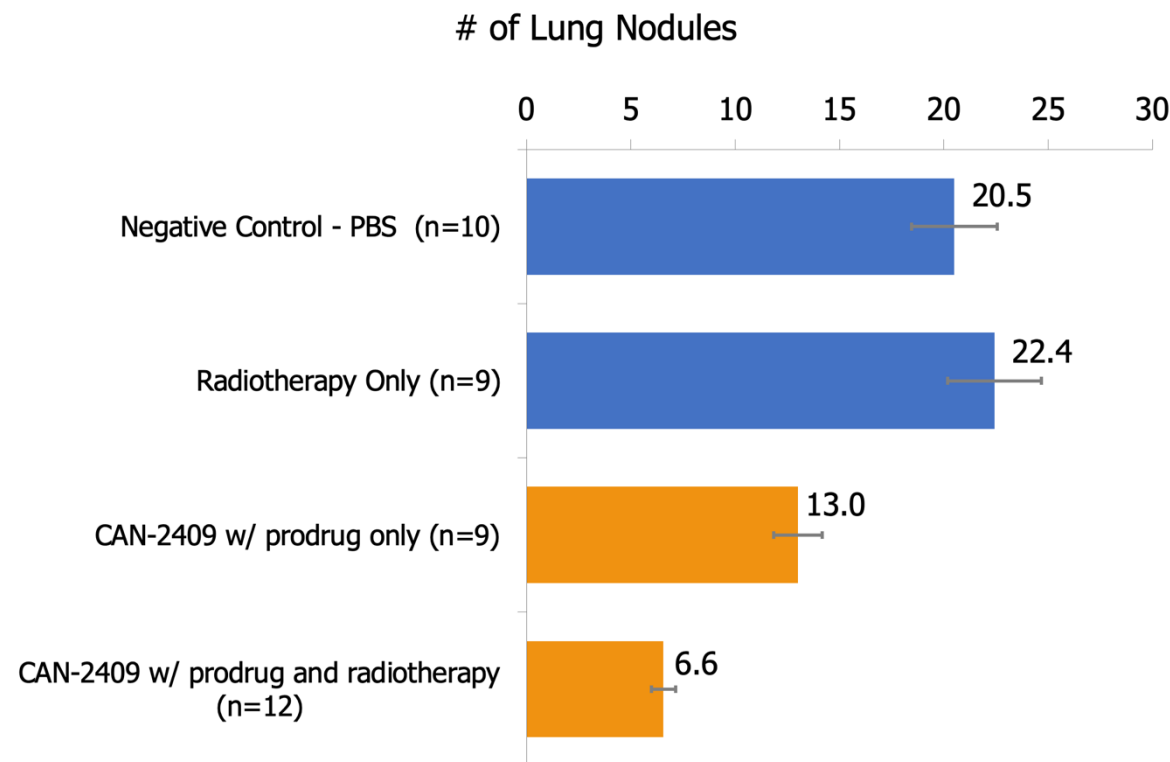 # of Lung Nodules
0 5 10 15 20 25 30
Negative Control - PBS (n=10)
20.5
Radiotherapy Only (n=9)
22.4
CAN-2409 w/ prodrug only (n=9)
13.0
CAN-2409 w/ prodrug and radiotherapy
(n=12)
6.6